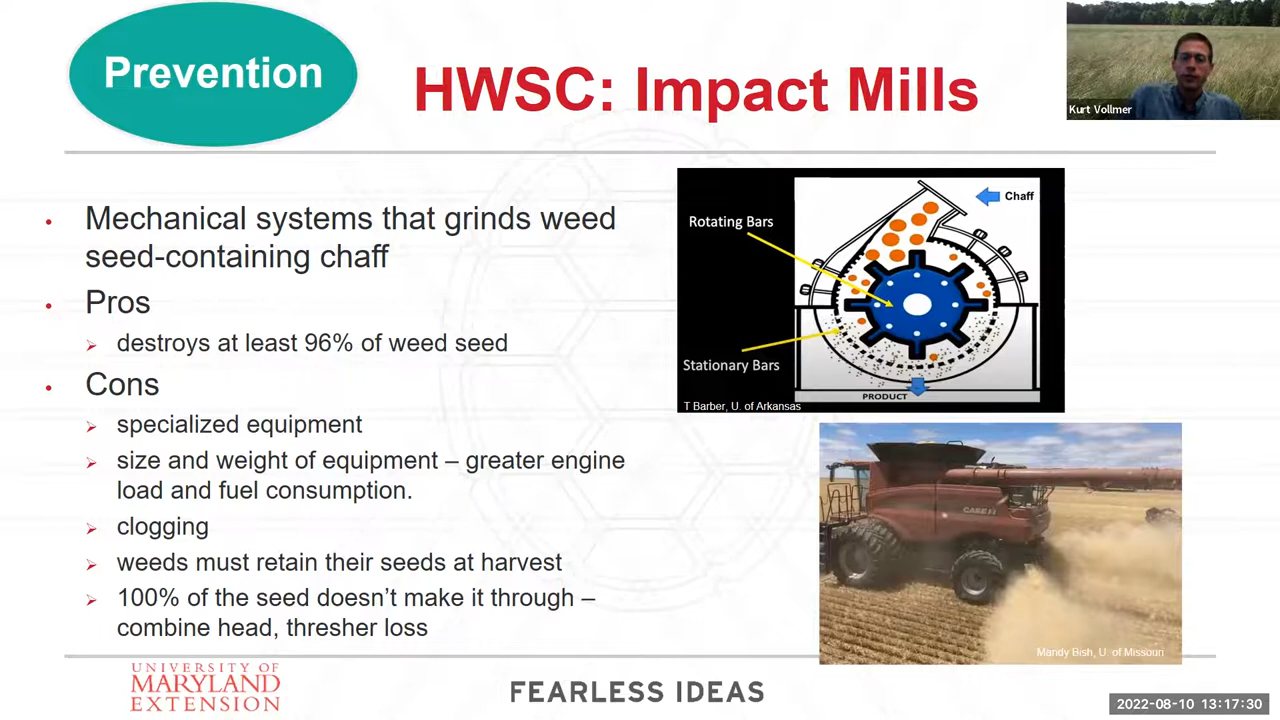 Prevention
HWSC: Impact Mills
Kurt Vollmer
Mechanical systems that grinds weed
seed-containing chaff
Pros
destroys at least 96% of weed seed
Cons
specialized equipment
size and weight of equipment – greater engine
load and fuel consumption.
clogging
weeds must retain their seeds at harvest
100% of the seed doesn’t make it through –
combine head, thresher loss
Chaff
Rotating Bars
Stationary Bars
PRODUCT
T Barber, U. of Arkansas
CASE IH
Mandy Bish, U. of Missouri
UNIVERSITY OF
MARYLAND
EXTENSION
FEARLESS IDEAS
2022-08-10 13:17:30